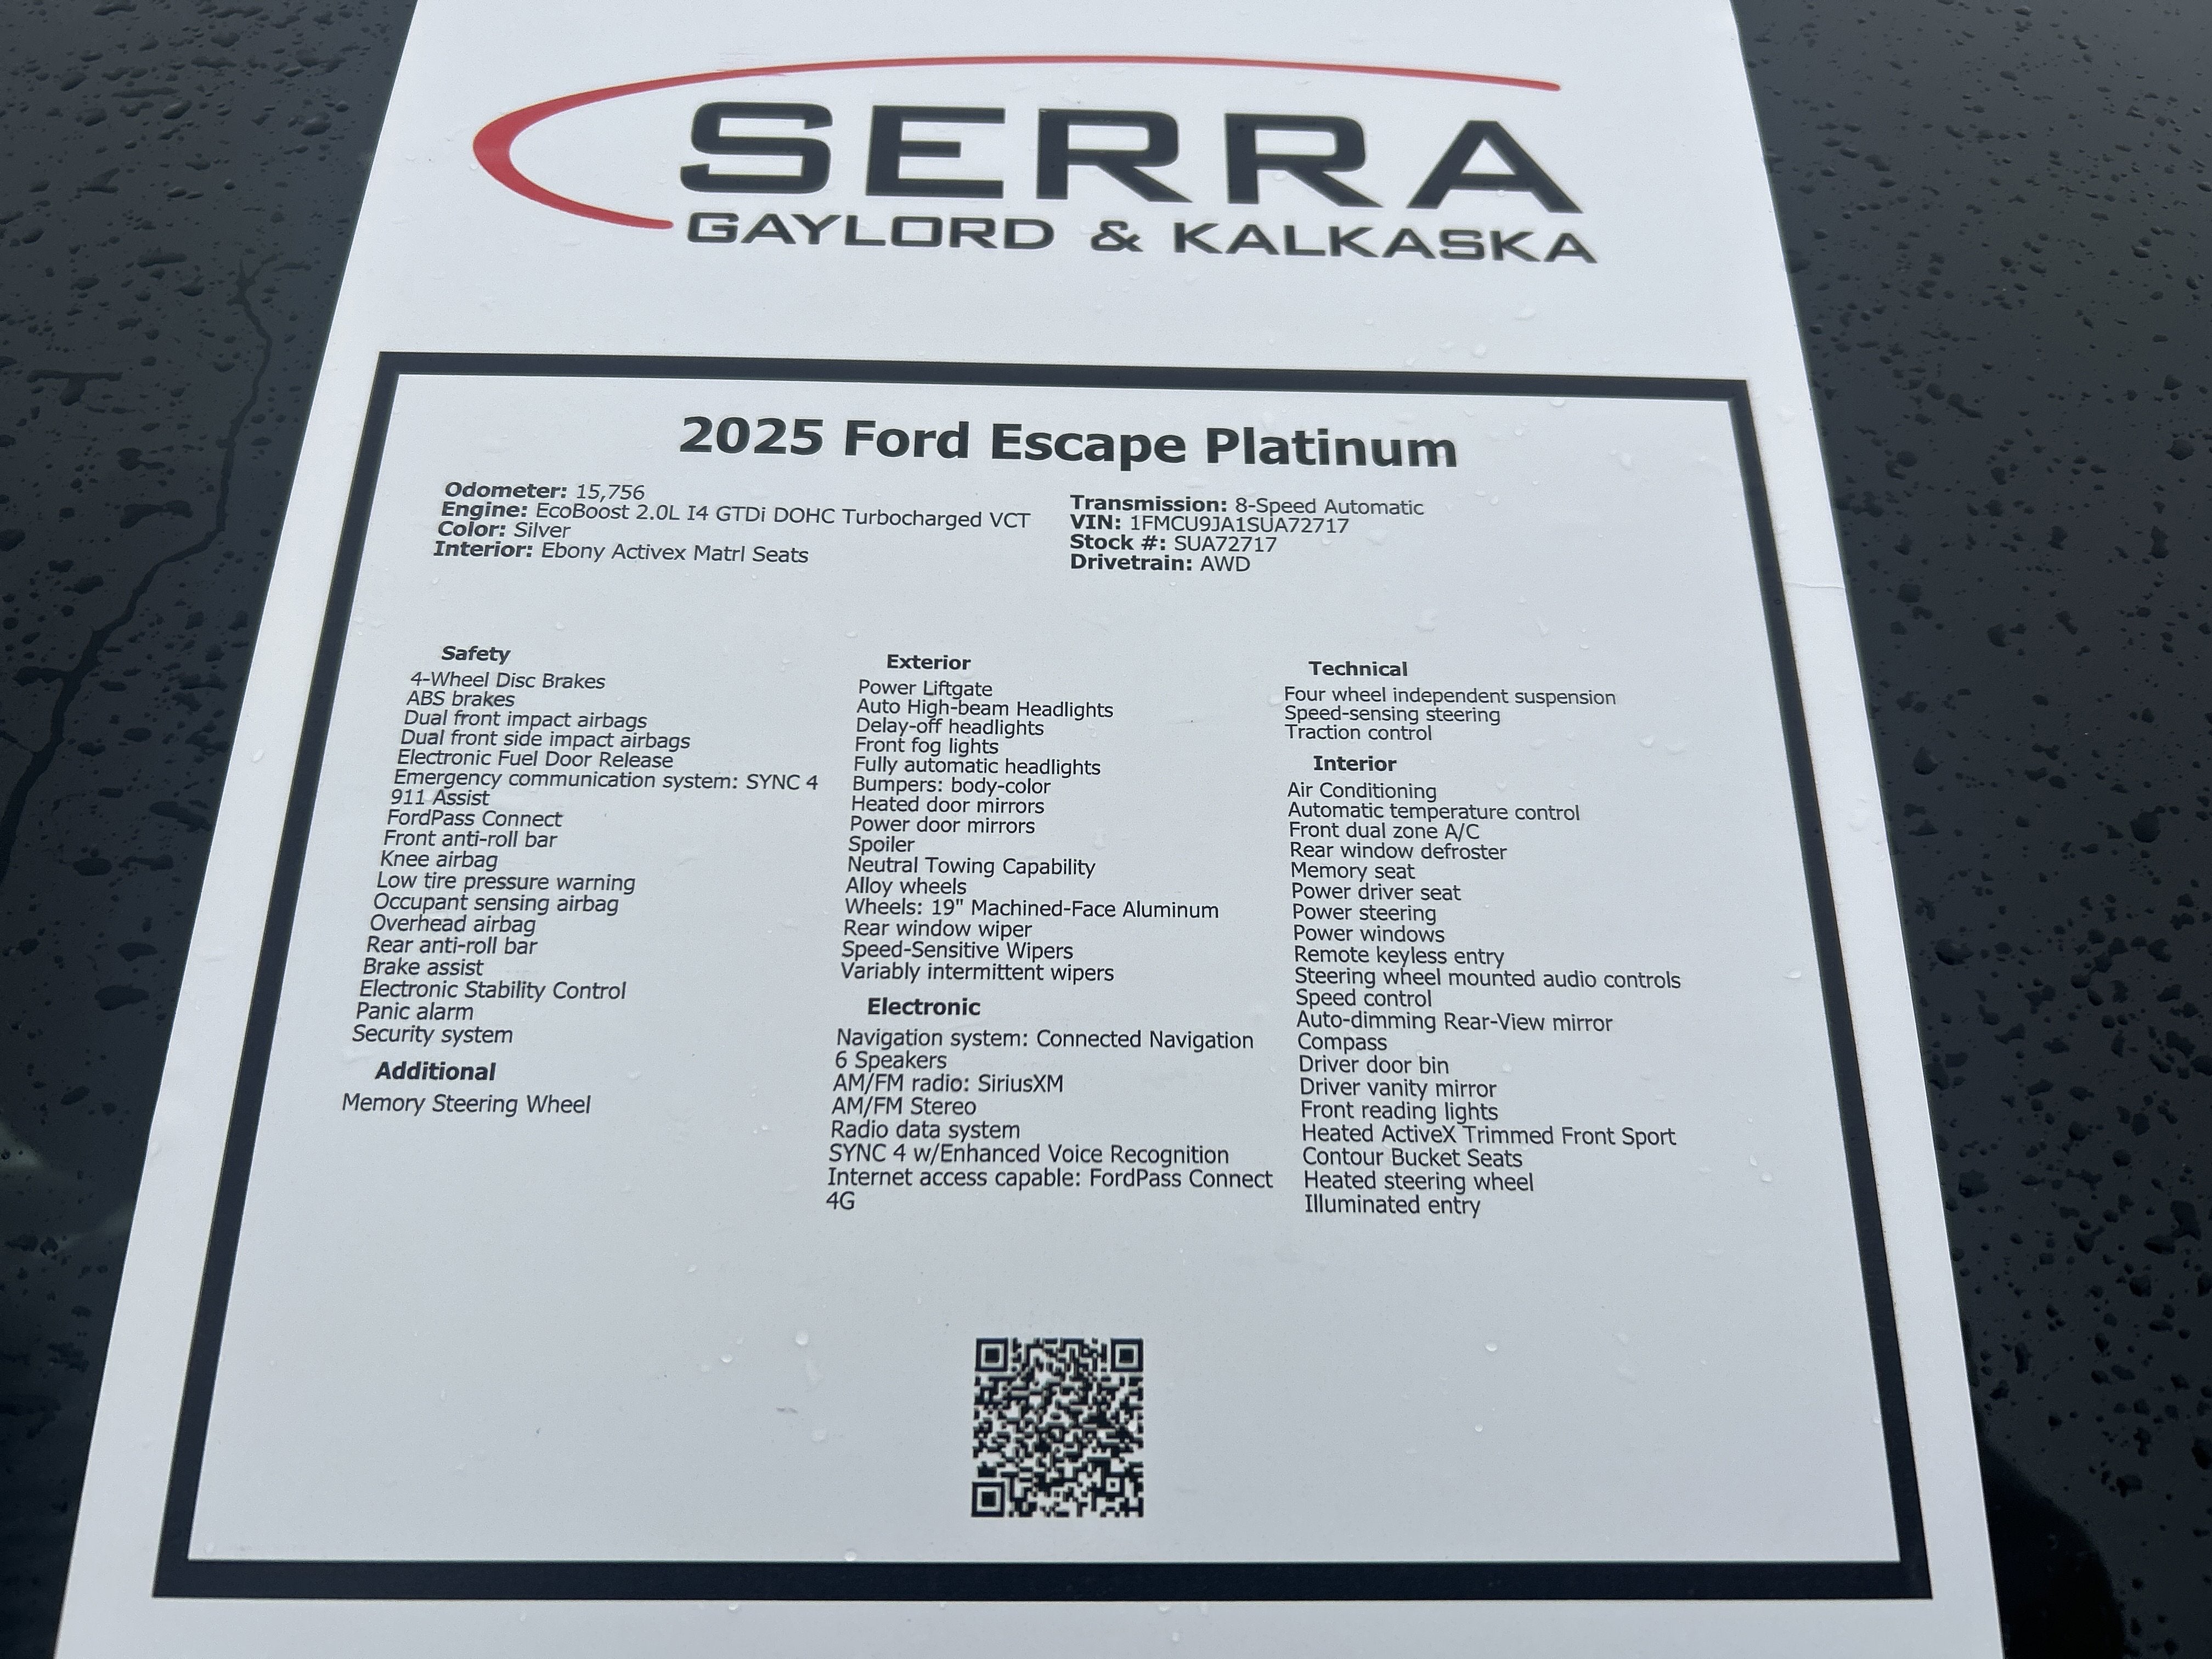 SERRA
GAYLORD & KALKASKA
2025 Ford Escape Platinum
Odometer: 15,756
Engine: EcoBoost 2.0L I4 GTDi DOHC Turbocharged VCT
Color: Silver
Interior: Ebony Activex Matrl Seats
Transmission: 8-Speed Automatic
VIN: 1FMCU9JA1SUA72717
Stock #: SUA72717
Drivetrain: AWD
Safety
4-Wheel Disc Brakes
ABS brakes
Dual front impact airbags
Dual front side impact airbags
Electronic Fuel Door Release
Emergency communication system: SYNC 4
911 Assist
FordPass Connect
Front anti-roll bar
Knee airbag
Low tire pressure warning
Occupant sensing airbag
Overhead airbag
Rear anti-roll bar
Brake assist
Electronic Stability Control
Panic alarm
Security system
Additional
Memory Steering Wheel
Exterior
Power Liftgate
Auto High-beam Headlights
Delay-off headlights
Front fog lights
Fully automatic headlights
Bumpers: body-color
Heated door mirrors
Power door mirrors
Spoiler
Neutral Towing Capability
Alloy wheels
Wheels: 19" Machined-Face Aluminum
Rear window wiper
Speed-Sensitive Wipers
Variably intermittent wipers
Electronic
Navigation system: Connected Navigation
6 Speakers
AM/FM radio: SiriusXM
AM/FM Stereo
Radio data system
SYNC 4 w/Enhanced Voice Recognition
Internet access capable: FordPass Connect
4G
Technical
Four wheel independent suspension
Speed-sensing steering
Traction control
Interior
Air Conditioning
Automatic temperature control
Front dual zone A/C
Rear window defroster
Memory seat
Power driver seat
Power steering
Power windows
Remote keyless entry
Steering wheel mounted audio controls
Speed control
Auto-dimming Rear-View mirror
Compass
Driver door bin
Driver vanity mirror
Front reading lights
Heated ActiveX Trimmed Front Sport
Contour Bucket Seats
Heated steering wheel
Illuminated entry